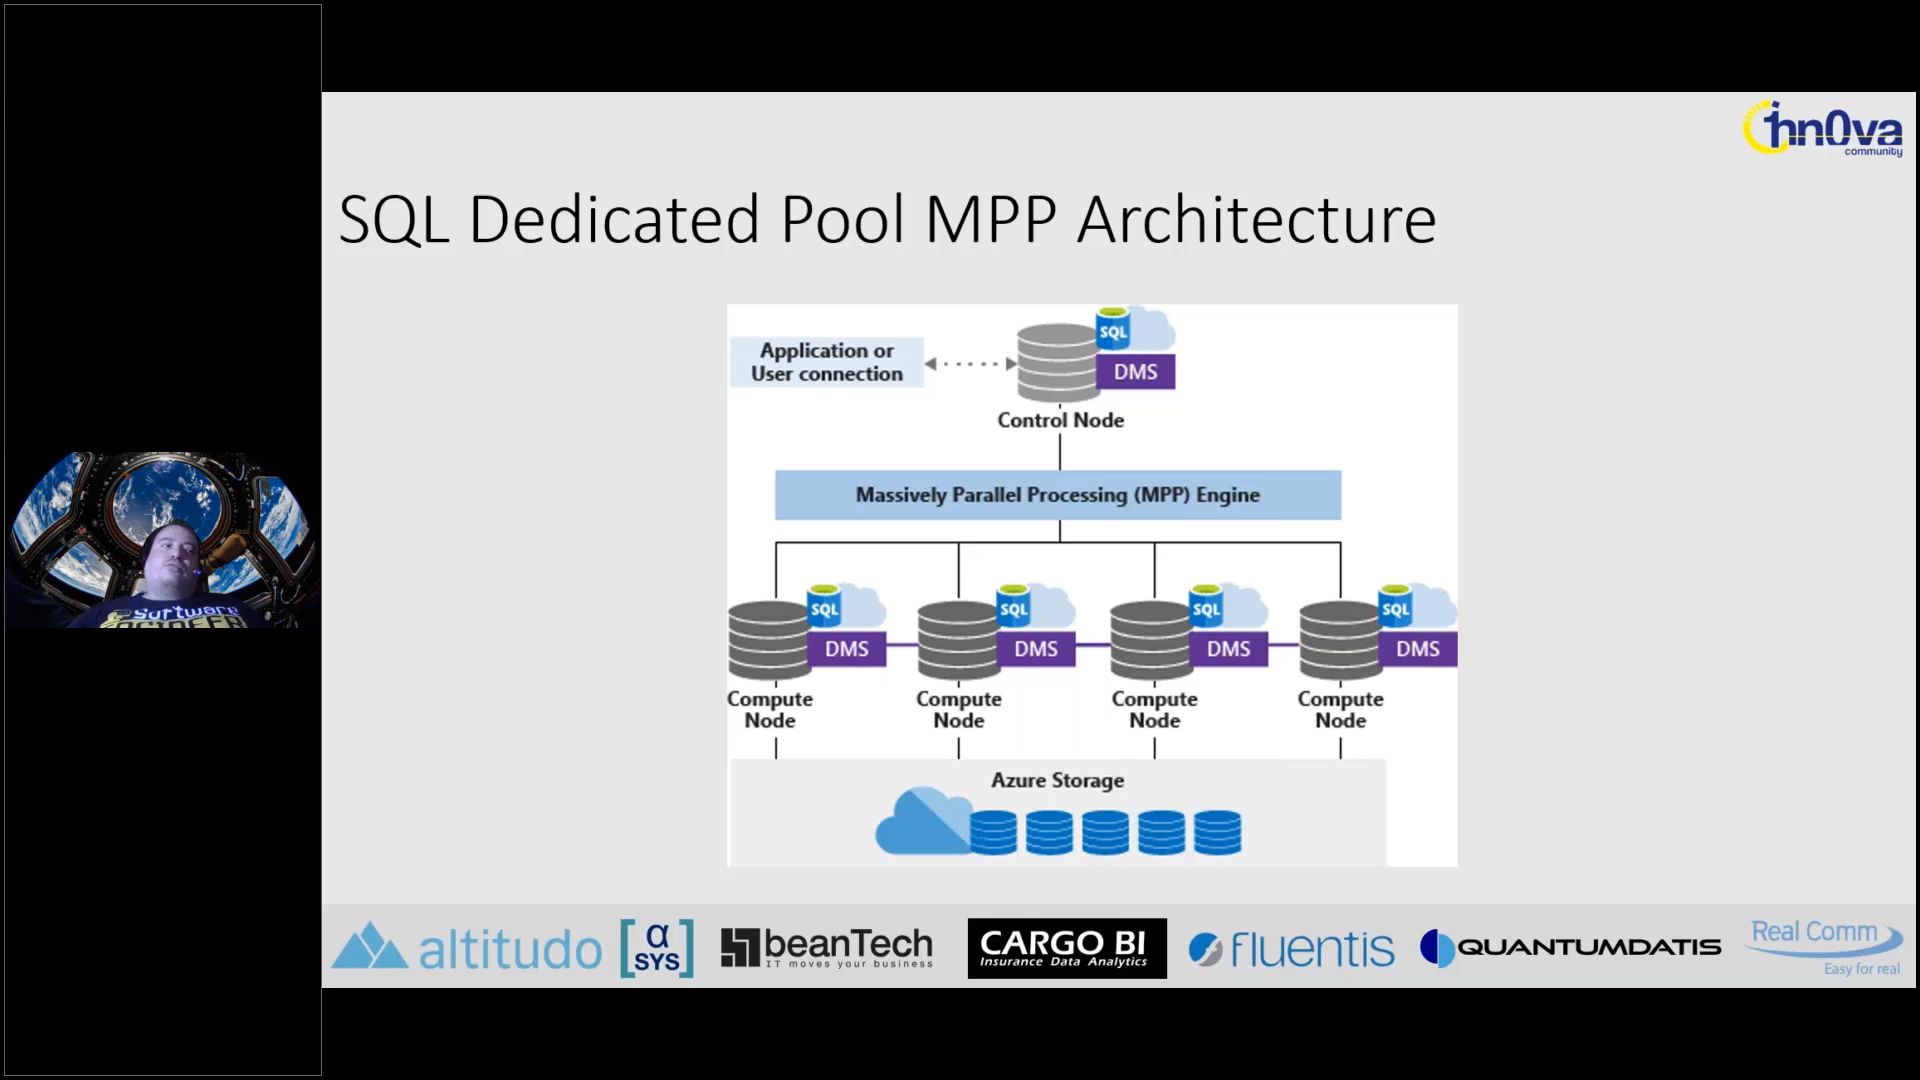 1nn0va
community
SQL Dedicated Pool MPP Architecture
Application or
User connection
SQL
DMS
Control Node
Massively Parallel Processing (MPP) Engine
SQL
DMS
SQL
DMS
SQL
DMS
SQL
DMS
Compute
Node
Compute
Node
Compute
Node
Compute
Node
Azure Storage
Software
altitudo
α
SYS
beanTech
IT moves your business
CARGO BI
Insurance Data Analytics
fluentis
QUANTUMDATIS
Real Comm
Easy for real